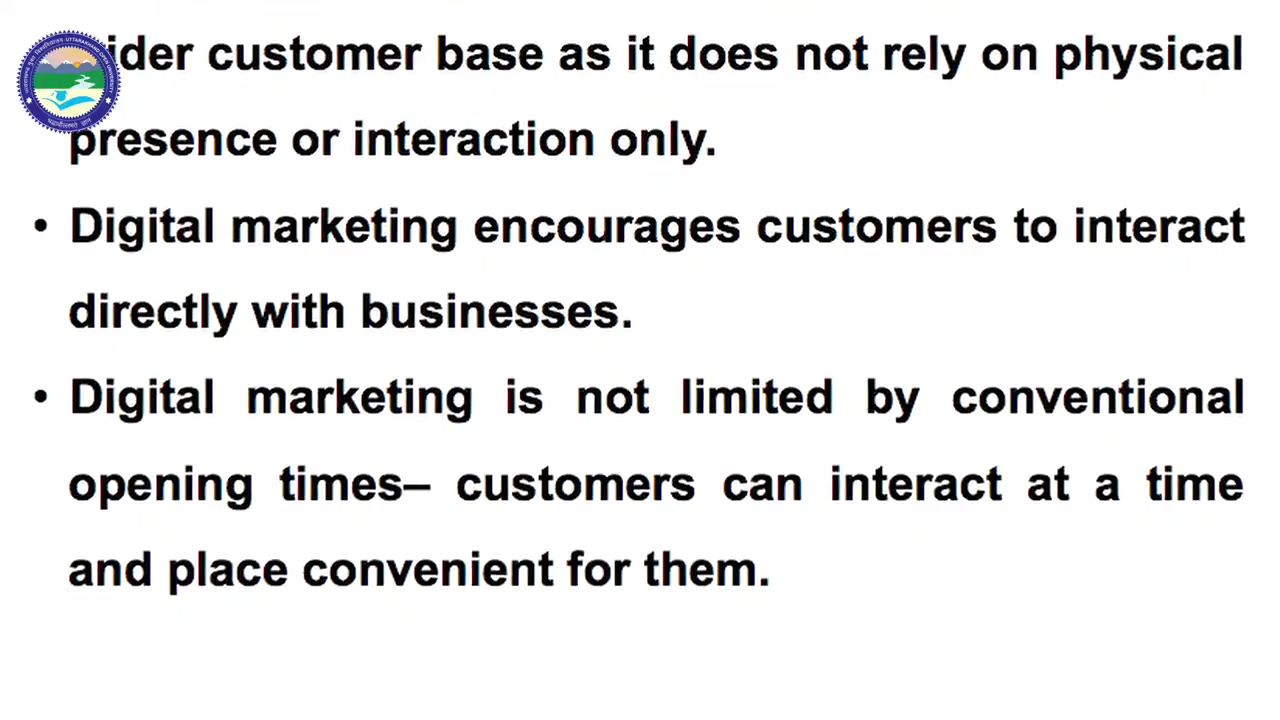 customer base as it does not rely on physical
presence or interaction only.
• Digital marketing encourages customers to interact
directly with businesses.
• Digital marketing is not limited by conventional
opening times– customers can interact at a time
and place convenient for them.